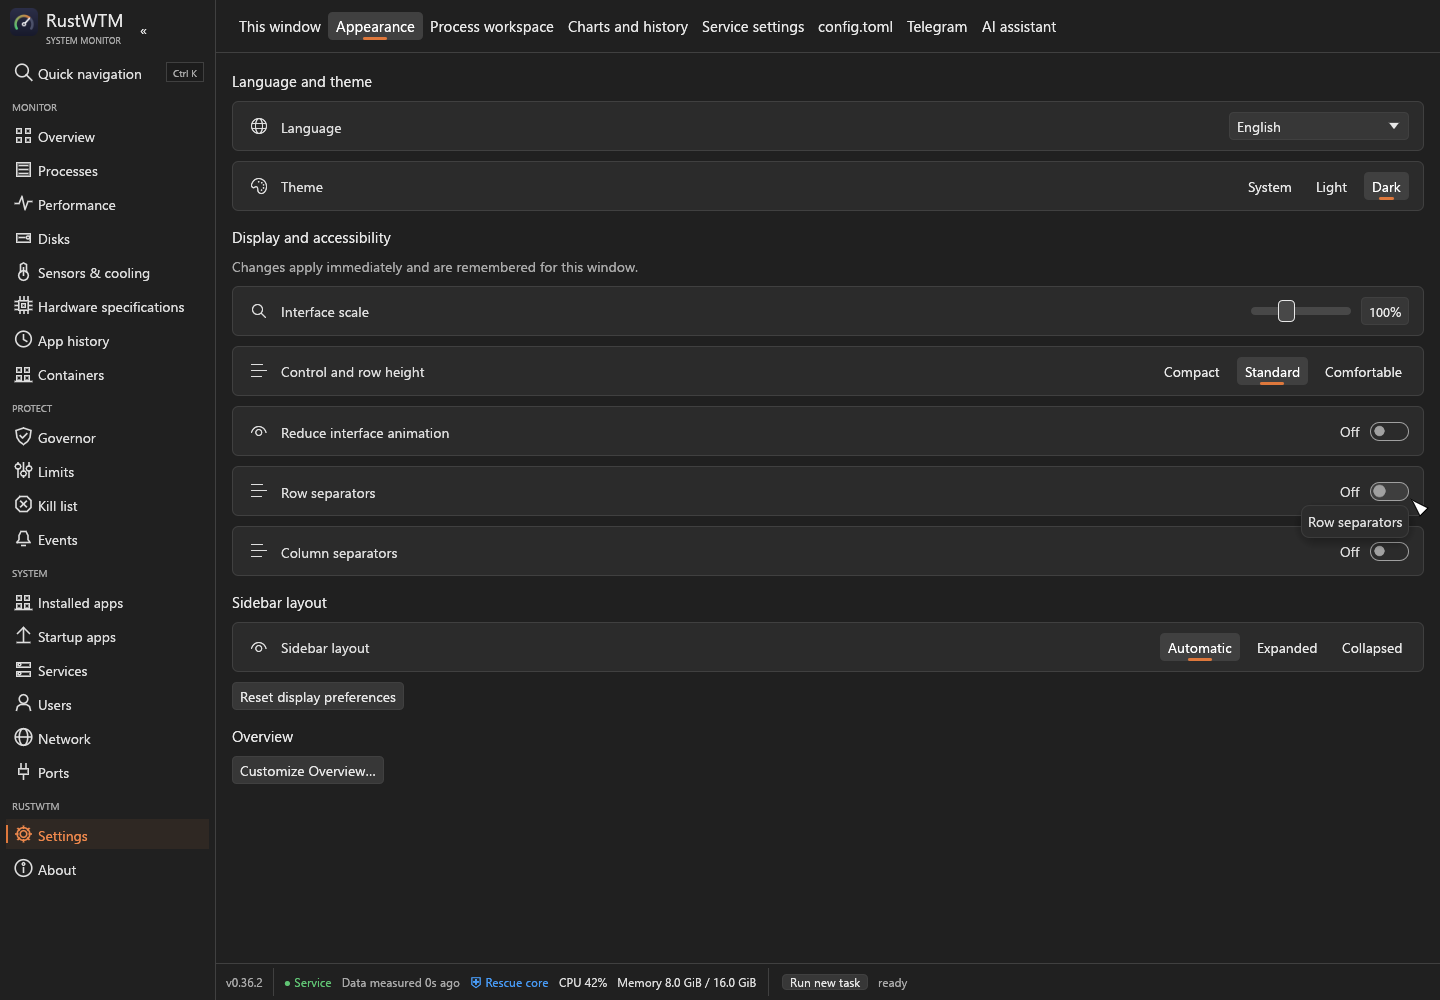 RustWTM
SYSTEM MONITOR
«
Quick navigation
Ctrl K
MONITOR
Overview
Processes
Performance
Disks
Sensors & cooling
Hardware specifications
App history
Containers
PROTECT
Governor
Limits
Kill list
Events
SYSTEM
Installed apps
Startup apps
Services
Users
Network
Ports
RUSTWTM
Settings
About
This window Appearance Process workspace Charts and history Service settings config.toml Telegram AI assistant
Language and theme
Language English
Theme System Light Dark
Display and accessibility
Changes apply immediately and are remembered for this window.
Interface scale 100%
Control and row height Compact Standard Comfortable
Reduce interface animation Off
Row separators Off
Row separators
Column separators Off
Sidebar layout
Sidebar layout Automatic Expanded Collapsed
Reset display preferences
Overview
Customize Overview...
v0.36.2 Service Data measured 0s ago Rescue core CPU 42% Memory 8.0 GiB / 16.0 GiB Run new task ready